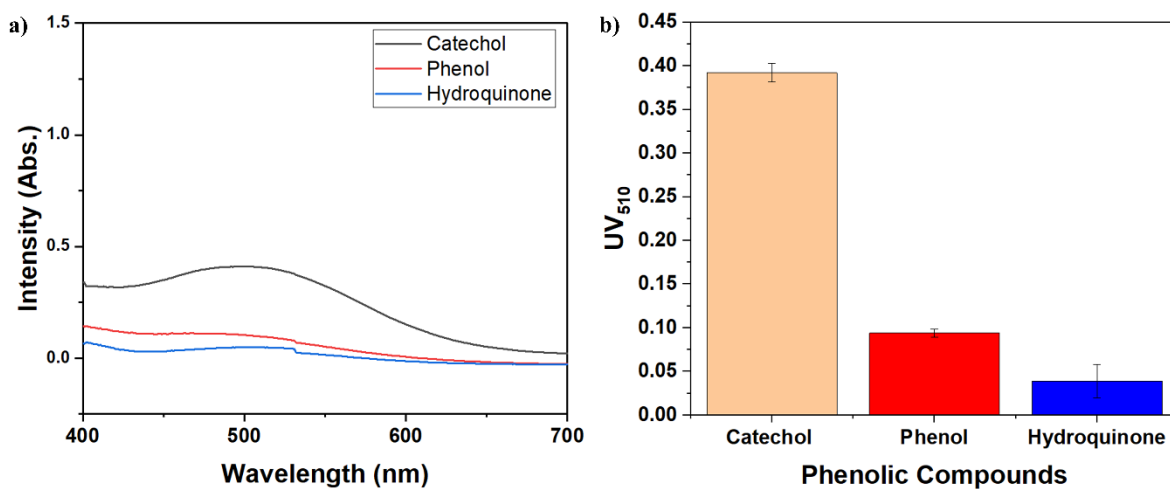 a)
1.5
1.0
0.5
0.0
Intensity (Abs.)
400
500
600
700
Wavelength (nm)
Catechol
Phenol
Hydroquinone
b)
0.45
0.40
0.35
0.30
0.25
0.20
0.15
0.10
0.05
0.00
UV510
Catechol
Phenol
Hydroquinone
Phenolic Compounds